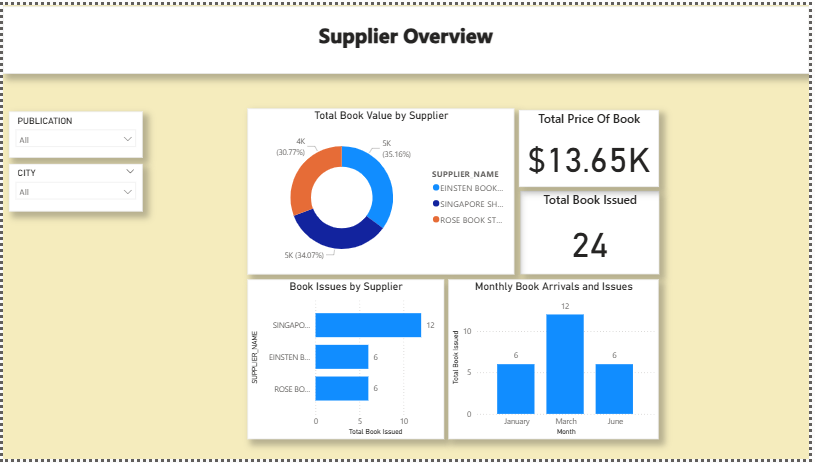 Supplier Overview
PUBLICATION
All
CITY
All
Total Book Value by Supplier
4K
(30.77%)
5K
(35.16%)
5K (34.07%)
SUPPLIER_NAME
EINSTEN BOOK...
SINGAPORE SH...
ROSE BOOK ST...
Total Price Of Book
$13.65K
Total Book Issued
24
Book Issues by Supplier
SUPPLIER_NAME
SINGAPO...
12
EINSTEN B...
6
ROSE BO...
6
0 5 10
Total Book Issued
Monthly Book Arrivals and Issues
Total Book Issued
10
5
0
6
12
6
January March June
Month